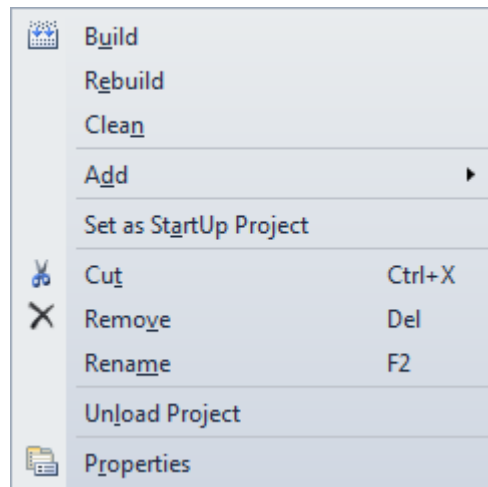 Build
Rebuild
Clean
Add
Set as StartUp Project
Cut Ctrl+X
Remove Del
Rename F2
Unload Project
Properties